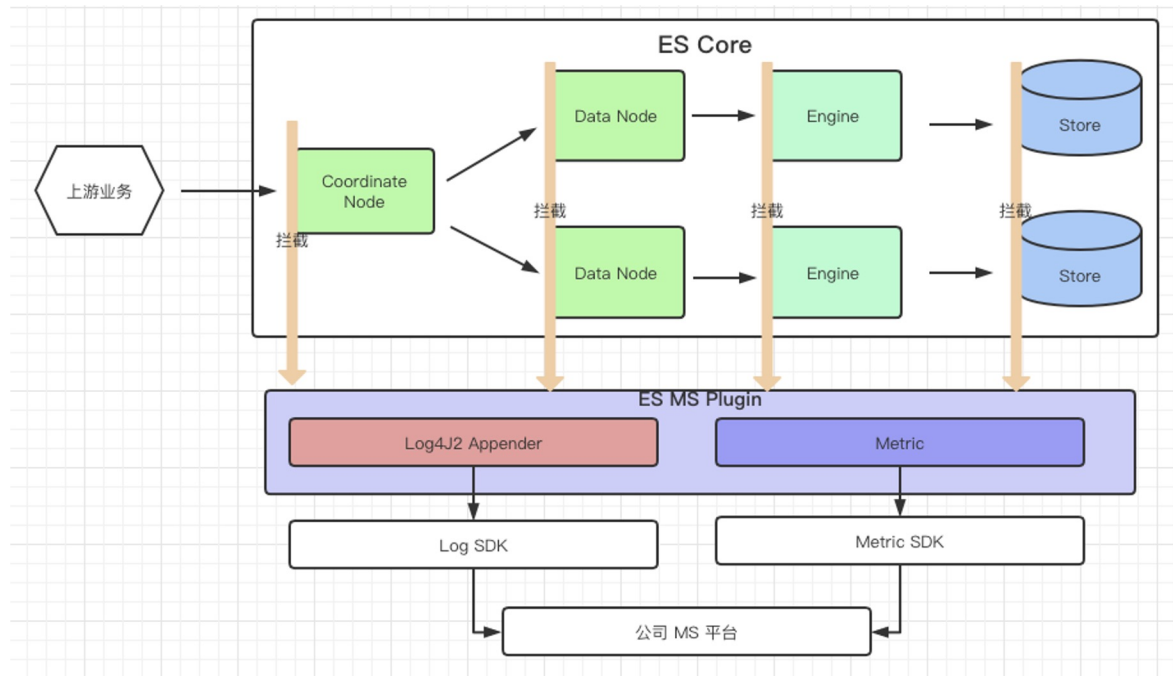 ES Core
上游业务
Coordinate
Node
拦截
Data Node
Engine
Store
拦截
拦截
拦截
Data Node
Engine
Store
ES MS Plugin
Log4J2 Appender
Metric
Log SDK
Metric SDK
公司 MS 平台